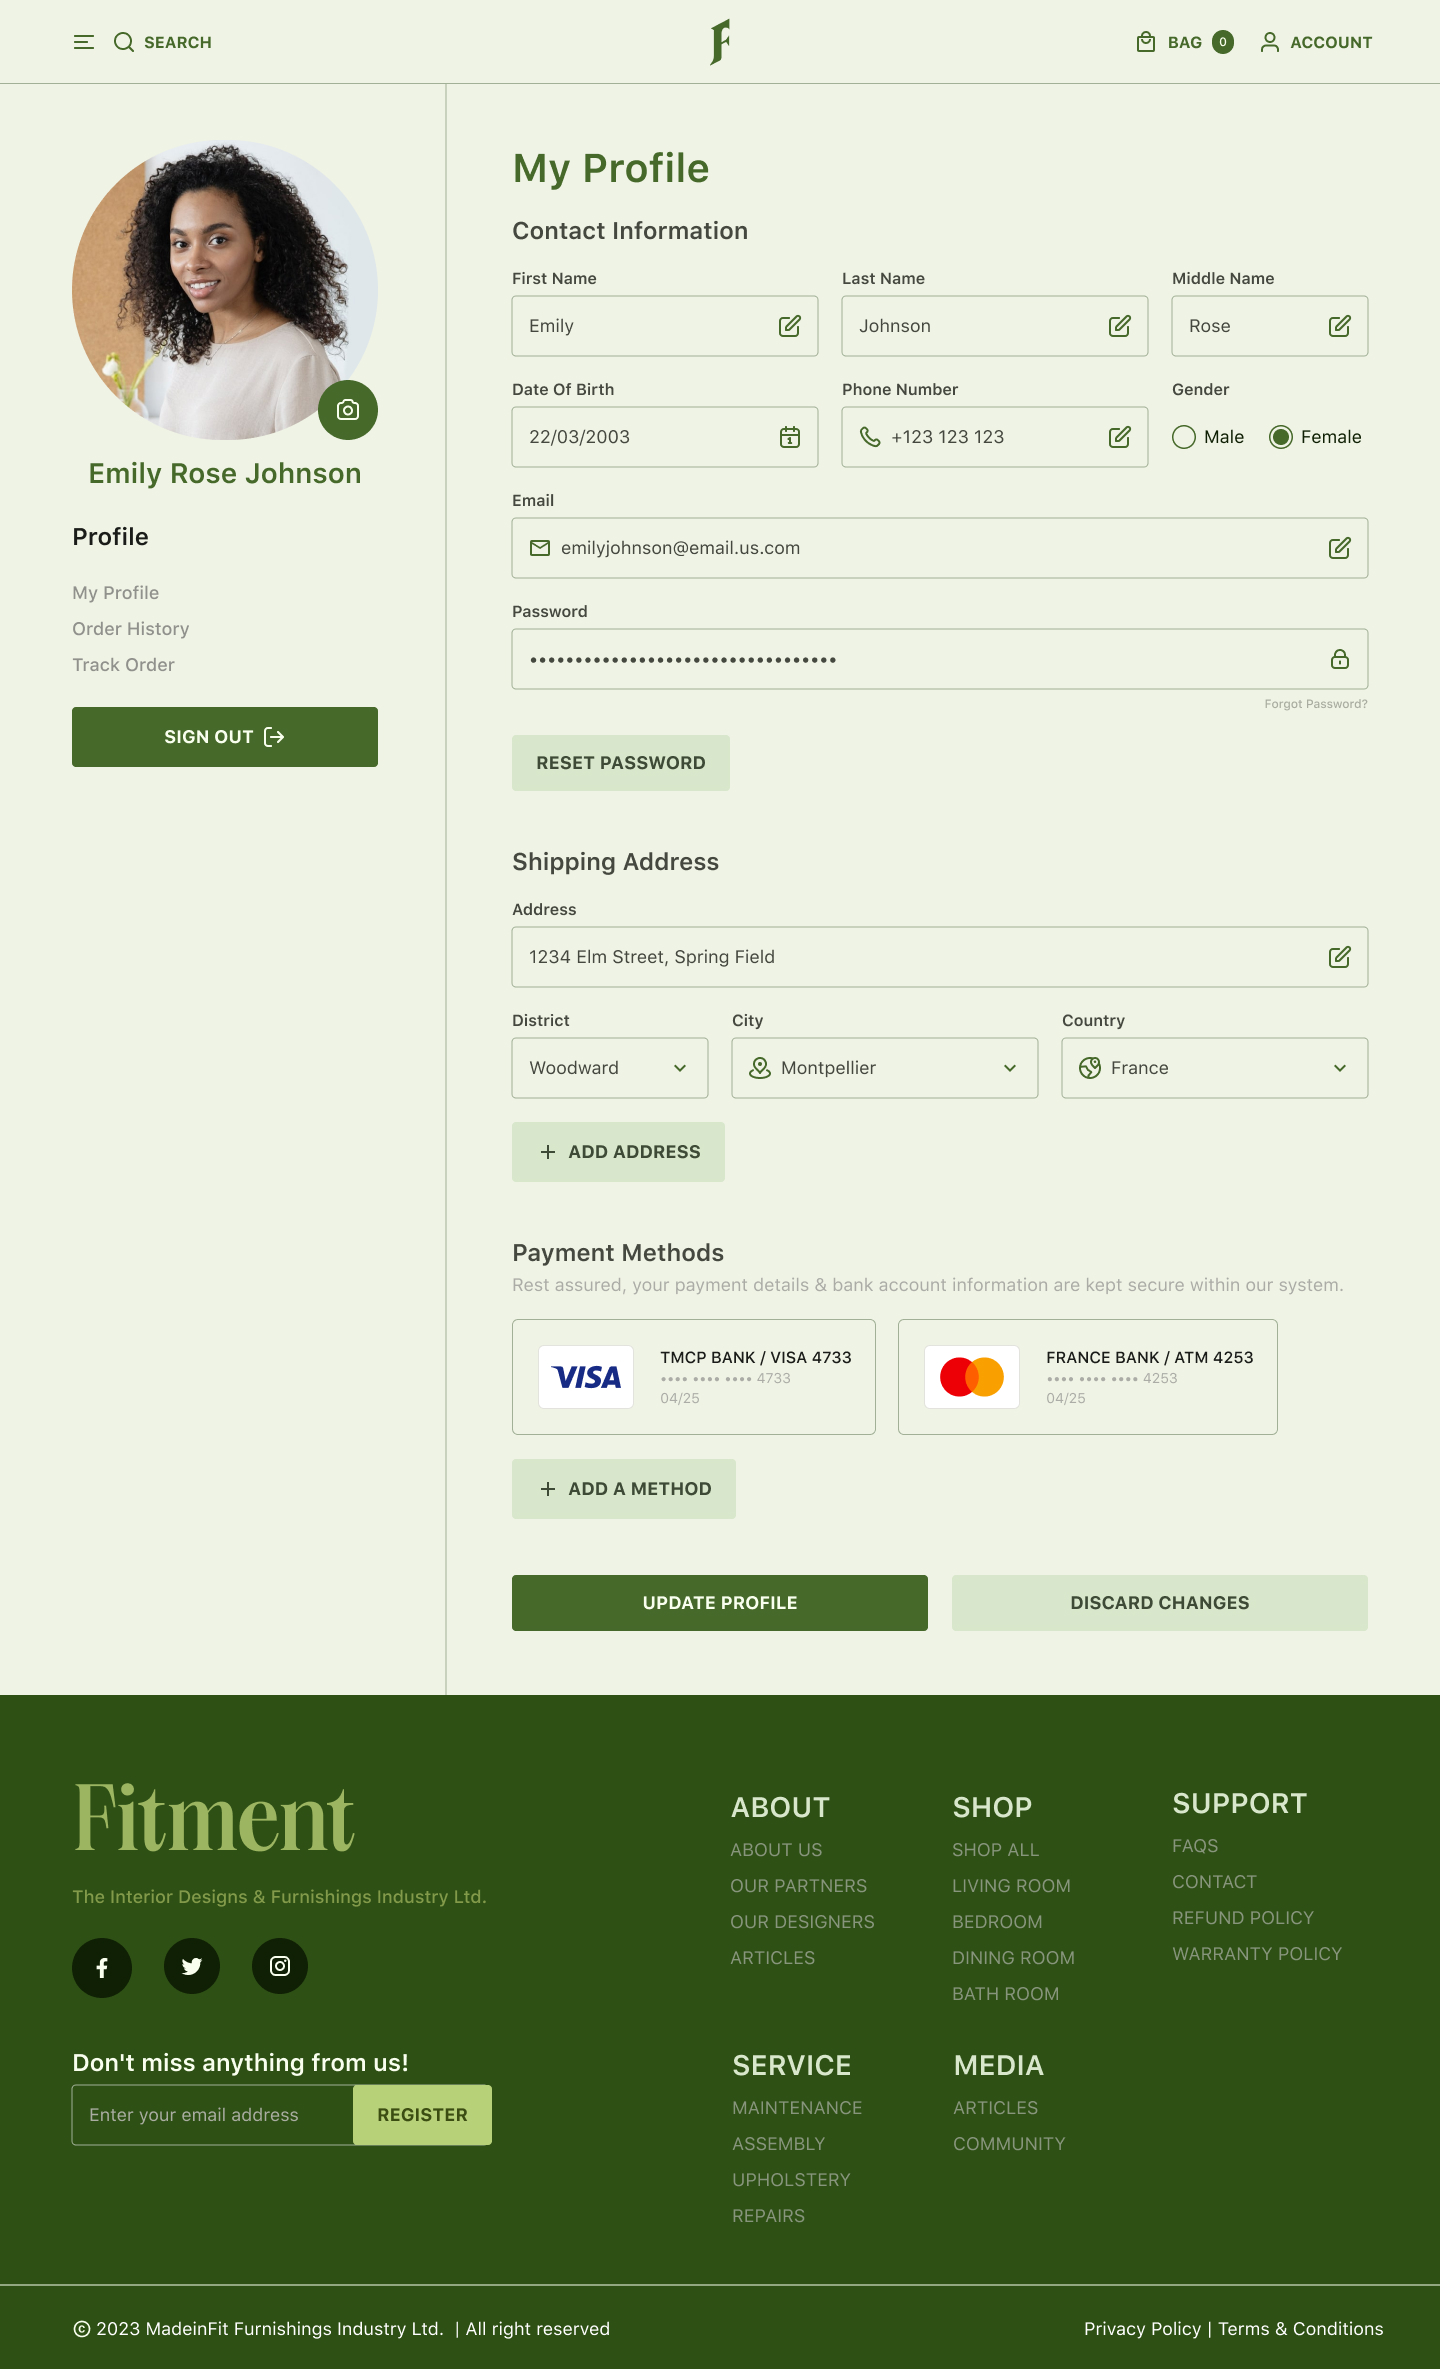 SEARCH
F
BAG 0
ACCOUNT
Emily Rose Johnson
Profile
My Profile
Order History
Track Order
SIGN OUT
My Profile
Contact Information
First Name
Emily
Last Name
Johnson
Middle Name
Rose
Date Of Birth
22/03/2003
Phone Number
+123 123 123
Gender
Male
Female
Email
emilyjohnson@email.us.com
Password
••••••••••••••••••••••••••••••••••
Forgot Password?
RESET PASSWORD
Shipping Address
Address
1234 Elm Street, Spring Field
District
Woodward
City
Montpellier
Country
France
ADD ADDRESS
Payment Methods
Rest assured, your payment details & bank account information are kept secure within our system.
VISA
TMCP BANK / VISA 4733
•••• •••• •••• 4733
04/25
FRANCE BANK / ATM 4253
•••• •••• •••• 4253
04/25
ADD A METHOD
UPDATE PROFILE
DISCARD CHANGES
Fitment
The Interior Designs & Furnishings Industry Ltd.
Don't miss anything from us!
Enter your email address
REGISTER
ABOUT
ABOUT US
OUR PARTNERS
OUR DESIGNERS
ARTICLES
SHOP
SHOP ALL
LIVING ROOM
BEDROOM
DINING ROOM
BATH ROOM
SUPPORT
FAQS
CONTACT
REFUND POLICY
WARRANTY POLICY
SERVICE
MAINTENANCE
ASSEMBLY
UPHOLSTERY
REPAIRS
MEDIA
ARTICLES
COMMUNITY
© 2023 MadeinFit Furnishings Industry Ltd. | All right reserved
Privacy Policy | Terms & Conditions